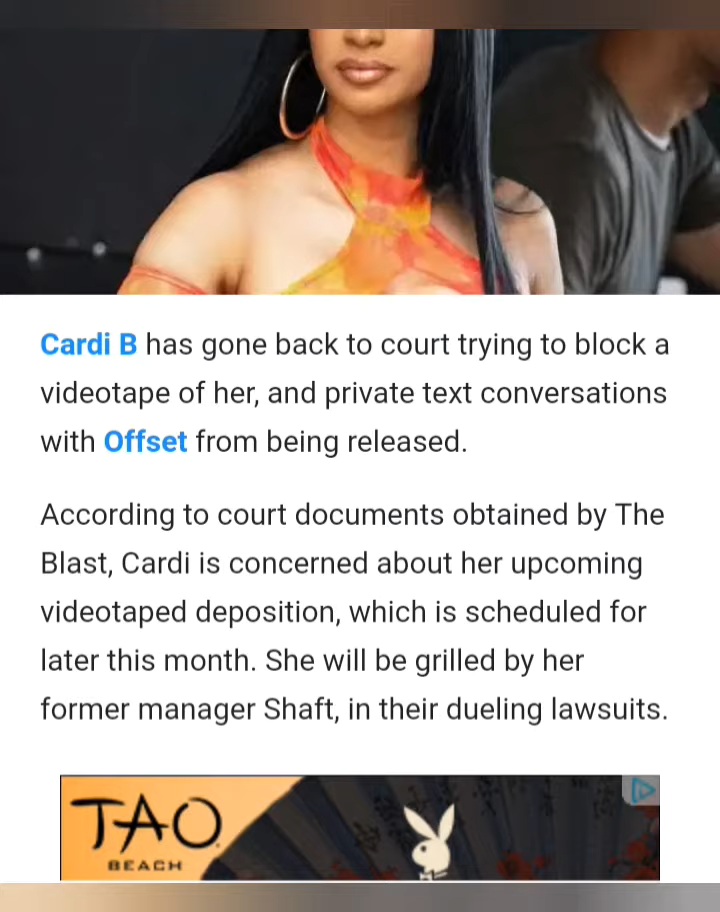 Cardi B has gone back to court trying to block a
videotape of her, and private text conversations
with Offset from being released.
According to court documents obtained by The
Blast, Cardi is concerned about her upcoming
videotaped deposition, which is scheduled for
later this month. She will be grilled by her
former manager Shaft, in their dueling lawsuits.
TAO
BEACH